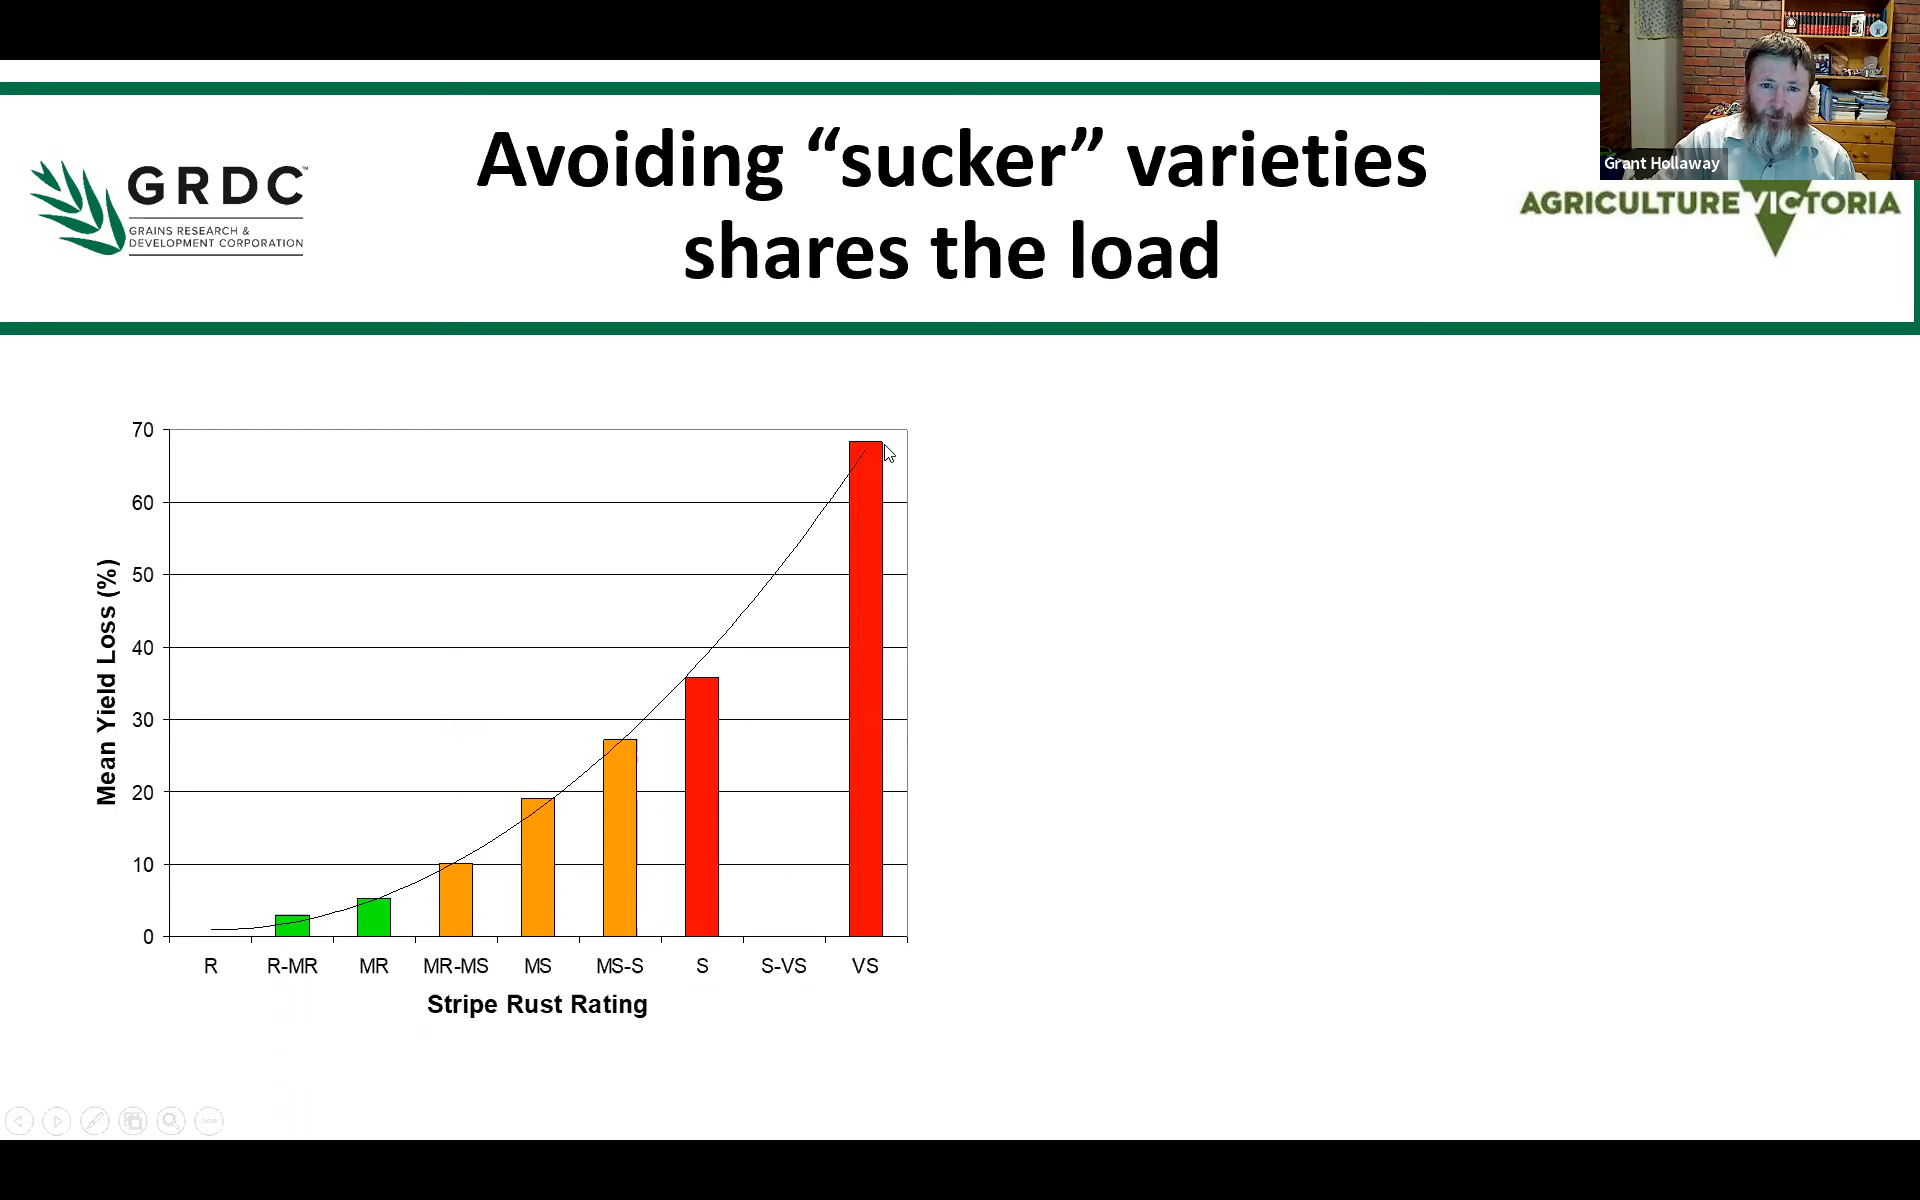 Avoiding “sucker” varieties
shares the load
GRDC™
GRAINS RESEARCH &
DEVELOPMENT CORPORATION
Grant Hollaway
AGRICULTURE VICTORIA
70
60
50
40
30
20
10
0
Mean Yield Loss (%)
R R-MR MR MR-MS MS MS-S S S-VS VS
Stripe Rust Rating